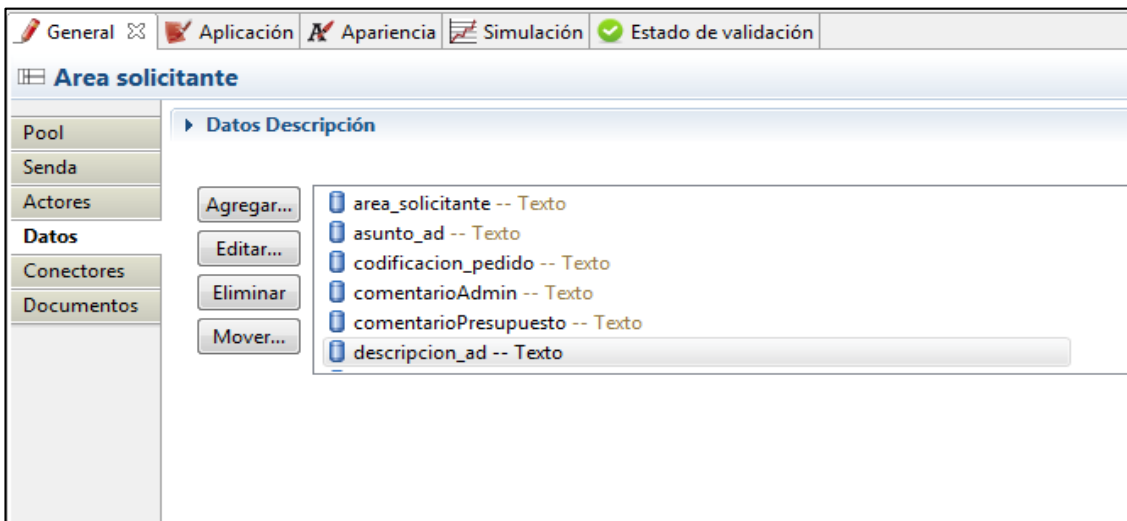 General Aplicación Apariencia Simulación Estado de validación
Area solicitante
Datos Descripción
Pool
Senda
Actores
Datos
Conectores
Documentos
Agregar...
Editar...
Eliminar
Mover...
area_solicitante -- Texto
asunto_ad -- Texto
codificacion_pedido -- Texto
comentarioAdmin -- Texto
comentarioPresupuesto -- Texto
descripcion_ad -- Texto